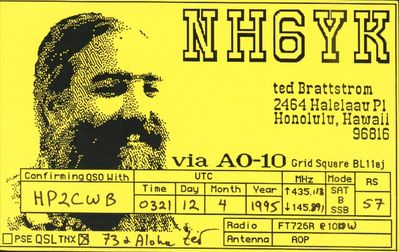 NH6YK
ted Brattstrom
2464 Halelaau Pl
Honolulu, Hawaii
96816
via AO-10 Grid Square BL11aj
Confirming QSO With UTC MHz Mode RS
HP2CWB Time Day Month Year ↑435.113 SAT B SSB 57
0321 12 4 1995 ↓145.891
Radio FT726R @10W
PSE QSL TNX 73 & Aloha ted Antenna AOP